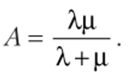 A = λμ / (λ + μ).